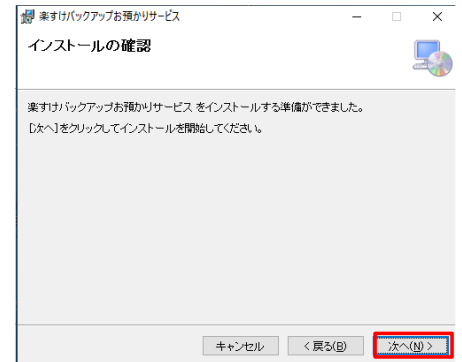 楽すけバックアップお預かりサービス
インストールの確認
楽すけバックアップお預かりサービス をインストールする準備ができました。
[次へ]をクリックしてインストールを開始してください。
キャンセル
< 戻る(B)
次へ(N) >